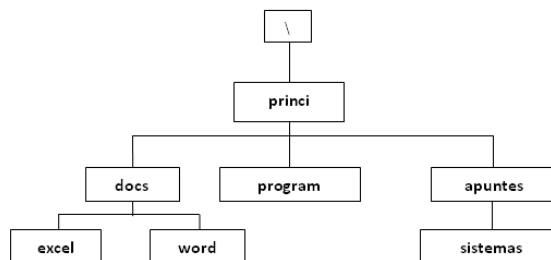 \
princi
docs
program
apuntes
excel
word
sistemas